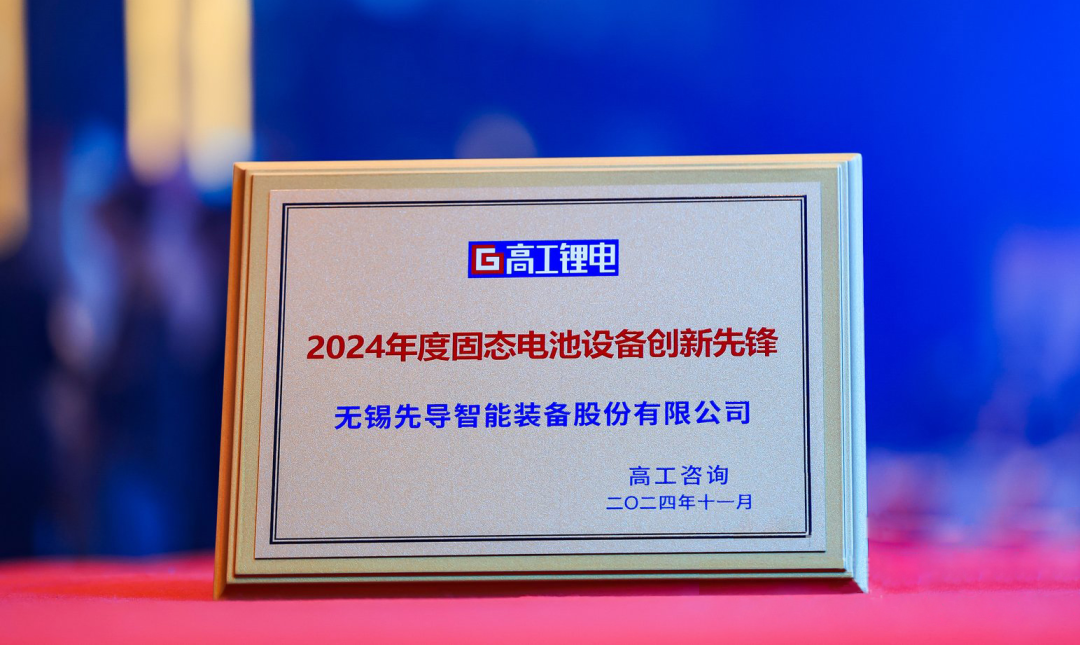 G高工锂电
2024年度固态电池设备创新先锋
无锡先导智能装备股份有限公司
高工咨询
二〇二四年十一月